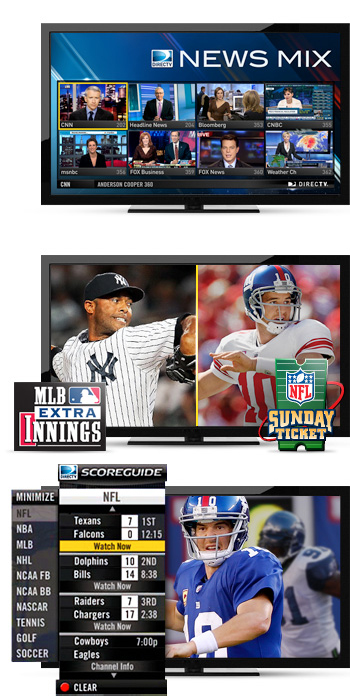 DIRECTV NEWS MIX
CNN 202
Headline News 204
Bloomberg 353
CNBC 355
LIVE
msnbc 356
FOX Business 359
FOX News 360
Weather Ch 362
CNN ANDERSON COOPER 360 DIRECTV
NY
10
MLB
EXTRA
INNINGS
NFL
SUNDAY
TICKET
DIRECTV SCOREGUIDE
MINIMIZE
NFL
NBA
MLB
NHL
NCAA FB
NCAA BB
NASCAR
TENNIS
GOLF
SOCCER
NFL
Texans 7 1ST
Falcons 0 12:15
Watch Now
Dolphins 10 2ND
Bills 14 8:38
Watch Now
Raiders 7 3RD
Chargers 17 2:38
Watch Now
Cowboys 7:00p
Eagles
Channel Info
CLEAR
10